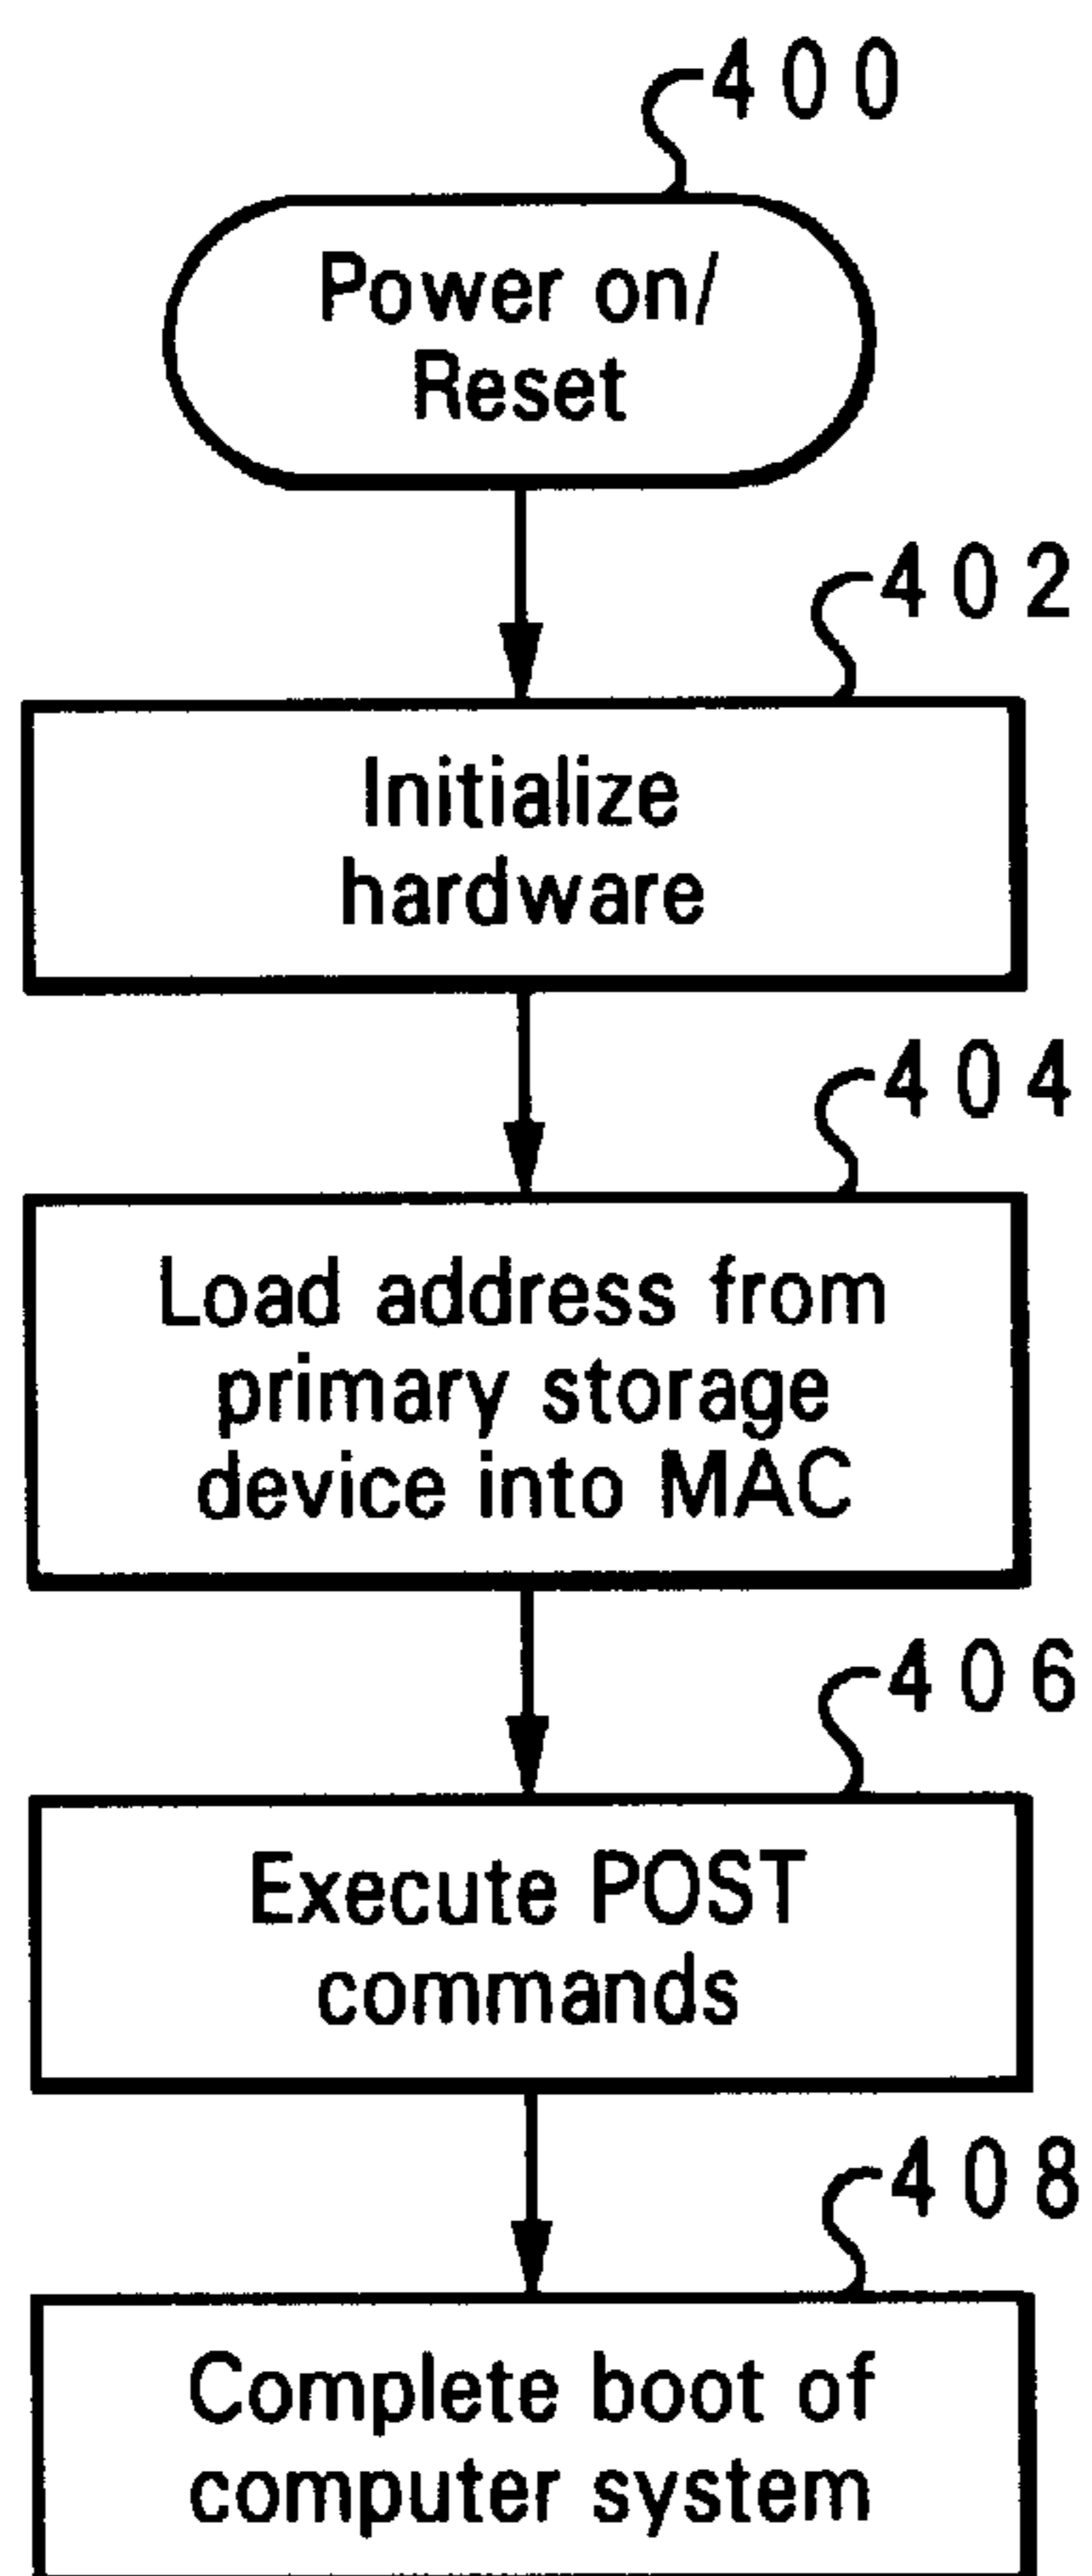 400
Power on/
Reset
402
Initialize
hardware
404
Load address from
primary storage
device into MAC
406
Execute POST
commands
408
Complete boot of
computer system